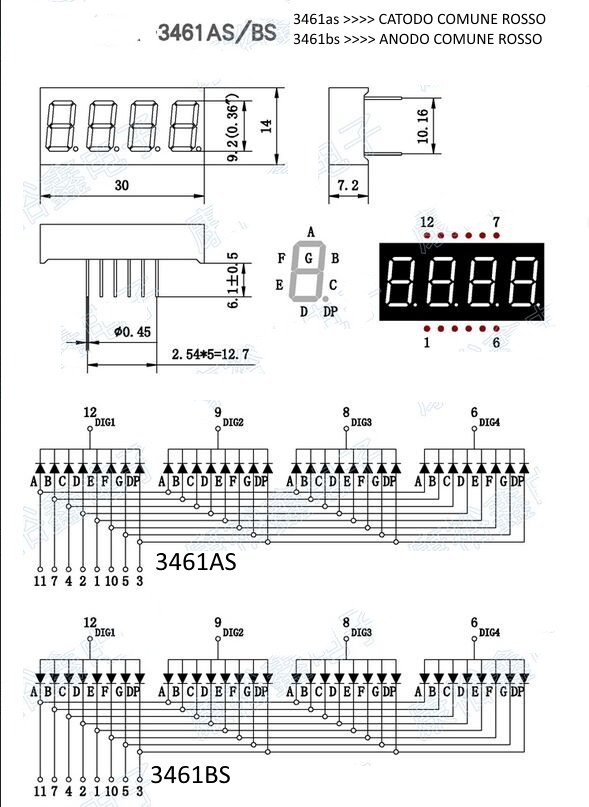 3461AS/BS
3461as >>>> CATODO COMUNE ROSSO
3461bs >>>> ANODO COMUNE ROSSO
9.2(0.36")
14
30
10.16
7.2
6.1±0.5
Ø0.45
2.54*5=12.7
A
F G B
E C
D DP
12 7
1 6
12 9 8 6
DIG1 DIG2 DIG3 DIG4
A B C D E F G DP A B C D E F G DP A B C D E F G DP A B C D E F G DP
11 7 4 2 1 10 5 3
3461AS
12 9 8 6
DIG1 DIG2 DIG3 DIG4
A B C D E F G DP A B C D E F G DP A B C D E F G DP A B C D E F G DP
11 7 4 2 1 10 5 3
3461BS